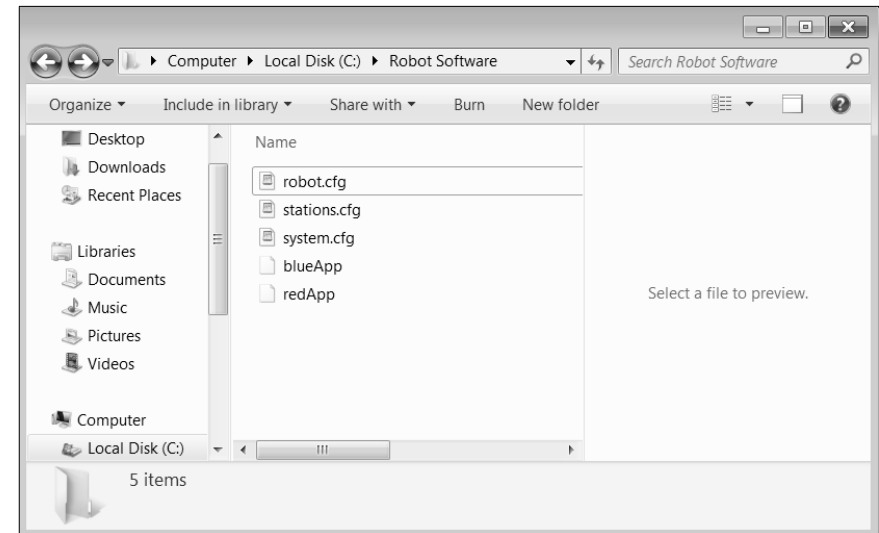 Computer Local Disk (C:) Robot Software Search Robot Software
Organize Include in library Share with Burn New folder
Desktop
Downloads
Recent Places
Libraries
Documents
Music
Pictures
Videos
Computer
Local Disk (C:)
Name
robot.cfg
stations.cfg
system.cfg
blueApp
redApp
Select a file to preview.
5 items